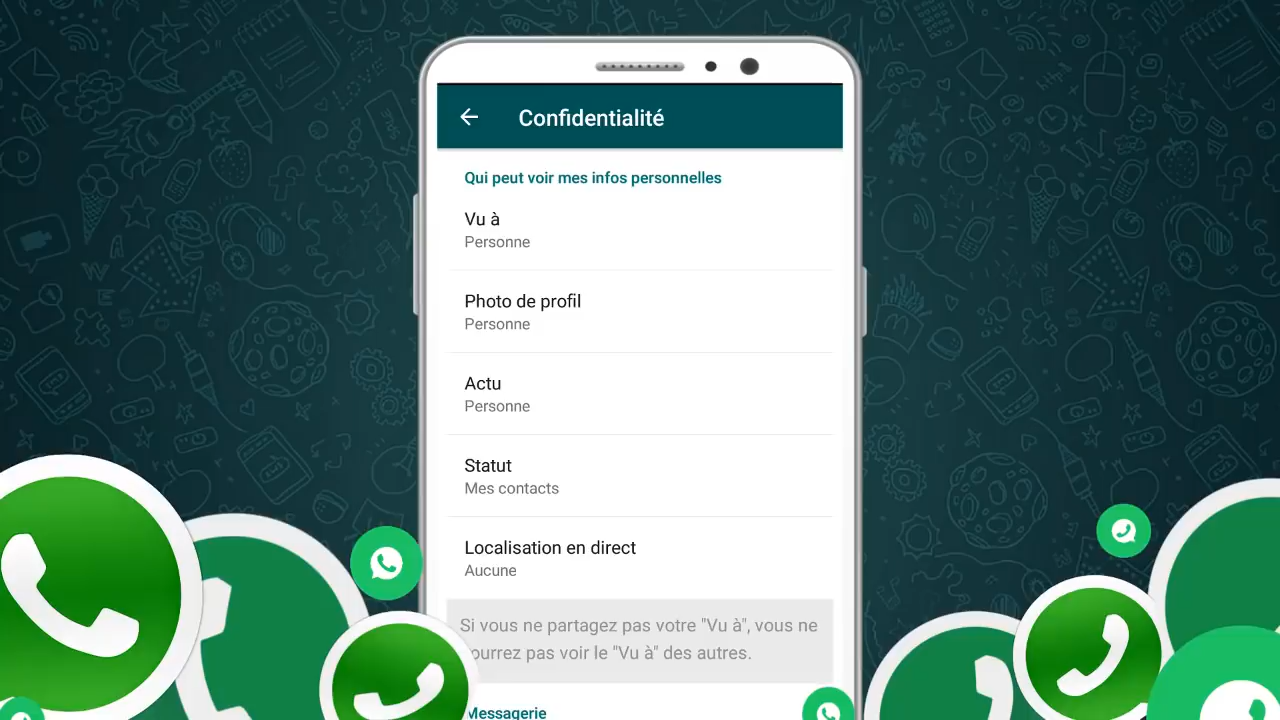 Confidentialité
Qui peut voir mes infos personnelles
Vu à
Personne
Photo de profil
Personne
Actu
Personne
Statut
Mes contacts
Localisation en direct
Aucune
Si vous ne partagez pas votre "Vu à", vous ne
ourrez pas voir le "Vu à" des autres.
Messagerie